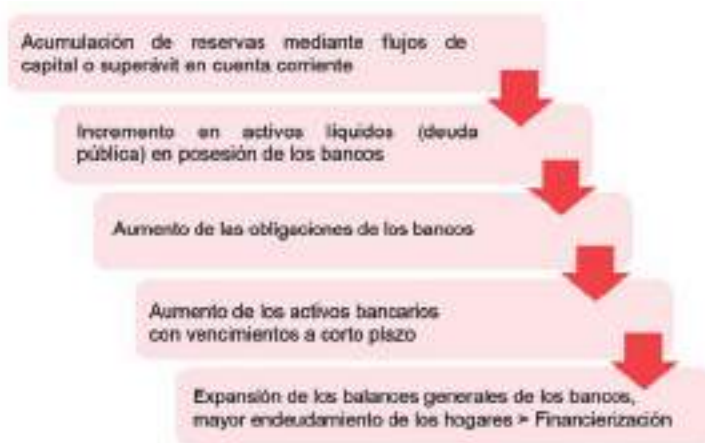 Acumulación de reservas mediante flujos de
capital o superávit en cuenta corriente
Incremento en activos líquidos (deuda
pública) en posesión de los bancos
Aumento de las obligaciones de los bancos
Aumento de los activos bancarios
con vencimientos a corto plazo
Expansión de los balances generales de los bancos,
mayor endeudamiento de los hogares > Financierización